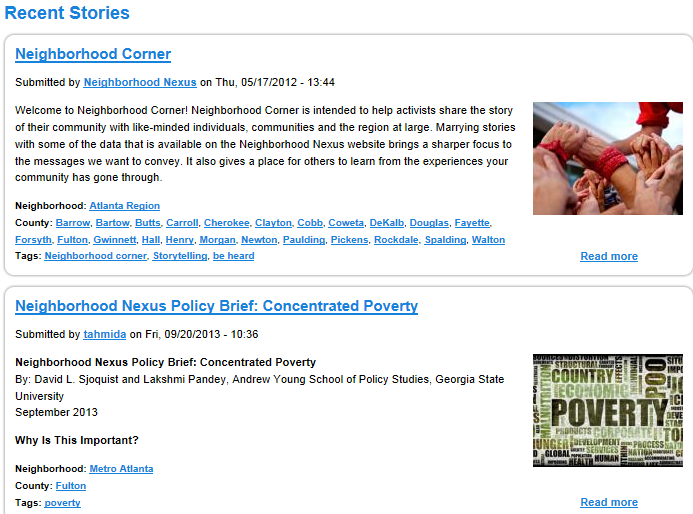 Recent Stories
Neighborhood Corner
Submitted by Neighborhood Nexus on Thu, 05/17/2012 - 13:44
Welcome to Neighborhood Corner! Neighborhood Corner is intended to help activists share the story
of their community with like-minded individuals, communities and the region at large. Marrying stories
with some of the data that is available on the Neighborhood Nexus website brings a sharper focus to
the messages we want to convey. It also gives a place for others to learn from the experiences your
community has gone through.
Neighborhood: Atlanta Region
County: Barrow, Bartow, Butts, Carroll, Cherokee, Clayton, Cobb, Coweta, DeKalb, Douglas, Fayette,
Forsyth, Fulton, Gwinnett, Hall, Henry, Morgan, Newton, Paulding, Pickens, Rockdale, Spalding, Walton
Tags: Neighborhood corner, Storytelling, be heard
Read more
Neighborhood Nexus Policy Brief: Concentrated Poverty
Submitted by tahmida on Fri, 09/20/2013 - 10:36
Neighborhood Nexus Policy Brief: Concentrated Poverty
By: David L. Sjoquist and Lakshmi Pandey, Andrew Young School of Policy Studies, Georgia State
University
September 2013
Why Is This Important?
Neighborhood: Metro Atlanta
County: Fulton
Tags: poverty
COUNTRY
ECONOMIC
POVERTY
PRODUCTS CORPORATE
DEVELOPMENT
GLOBAL
SERVICES
HEALTH HUMAN
PROCESS
NATION
Read more